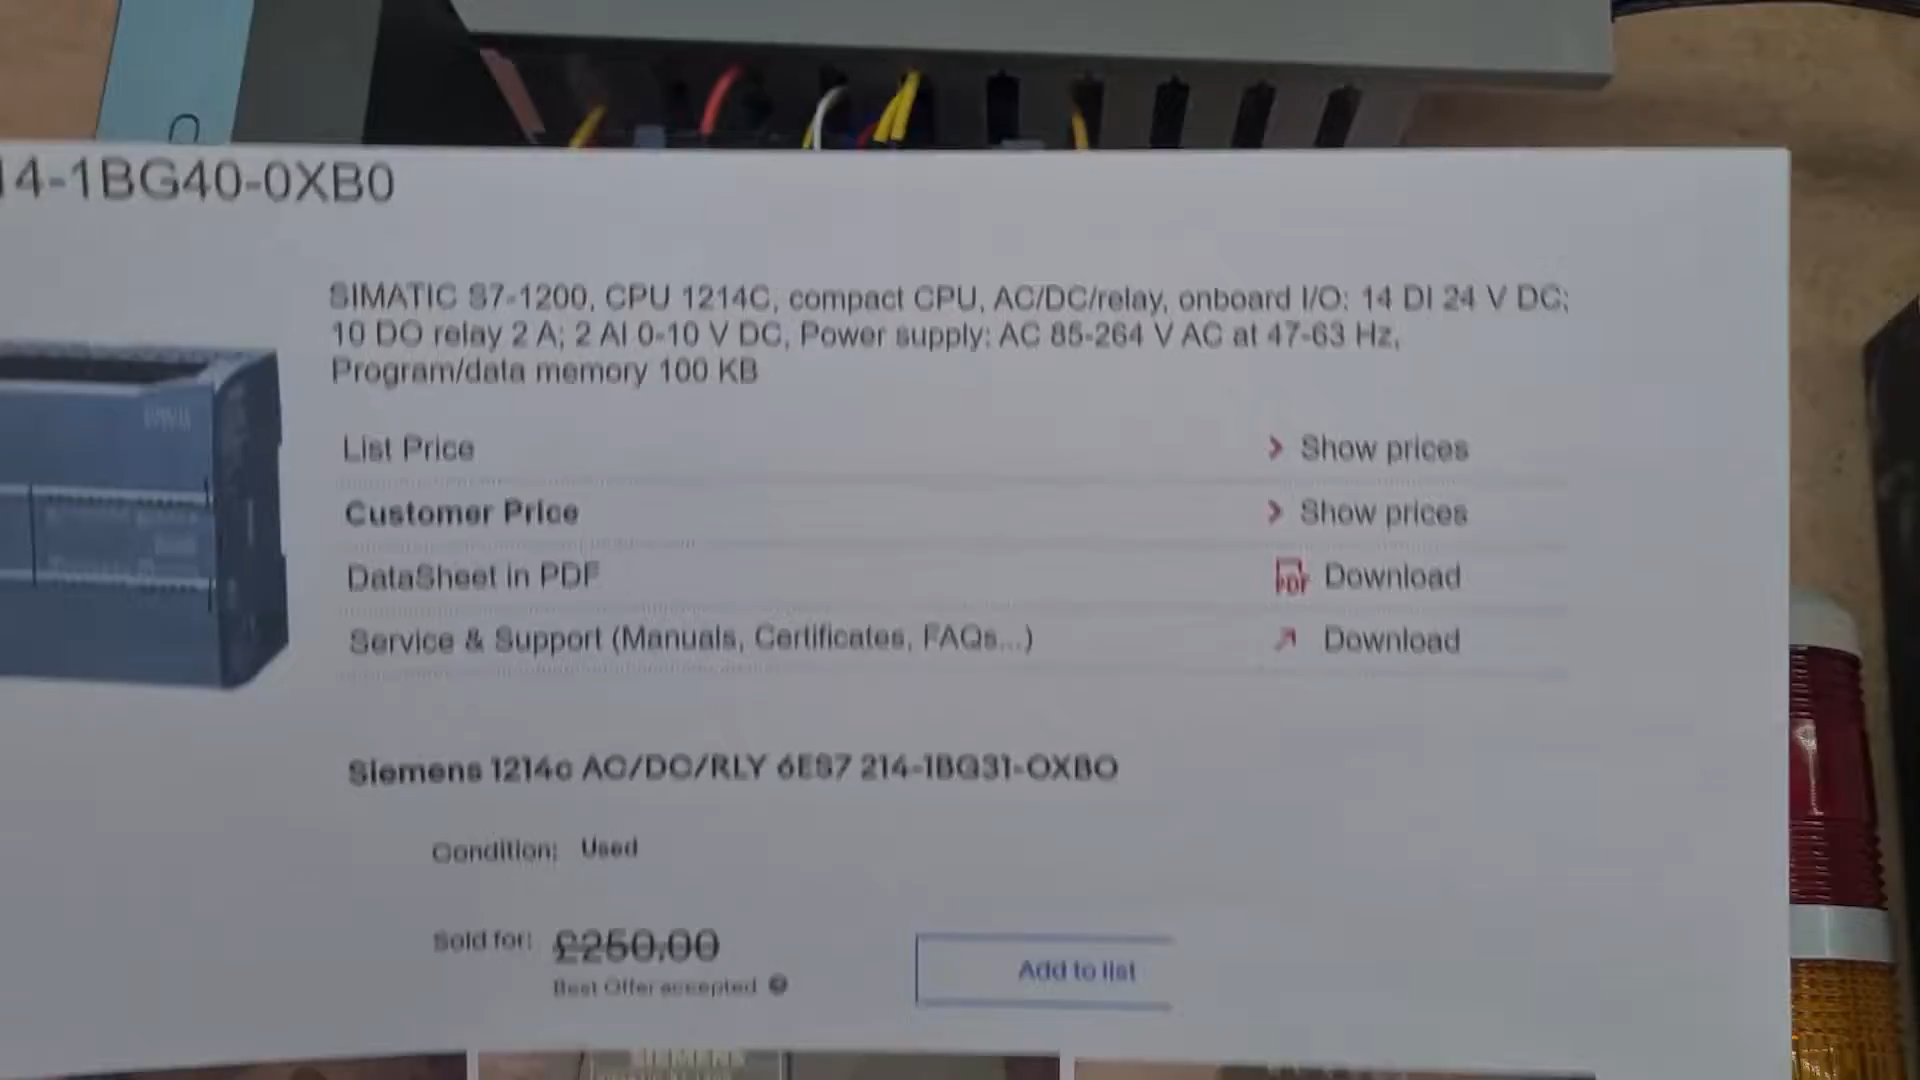 14-1BG40-0XB0
SIMATIC S7-1200, CPU 1214C, compact CPU, AC/DC/relay, onboard I/O: 14 DI 24 V DC;
10 DO relay 2 A; 2 AI 0-10 V DC, Power supply: AC 85-264 V AC at 47-63 Hz,
Program/data memory 100 KB
List Price
Show prices
Customer Price
Show prices
DataSheet in PDF
PDF Download
Service & Support (Manuals, Certificates, FAQs...)
Download
Siemens 1214c AC/DC/RLY 6ES7 214-1BG31-OXBO
Condition: Used
Sold for: £250.00
Best Offer accepted
Add to list
SIEMENS